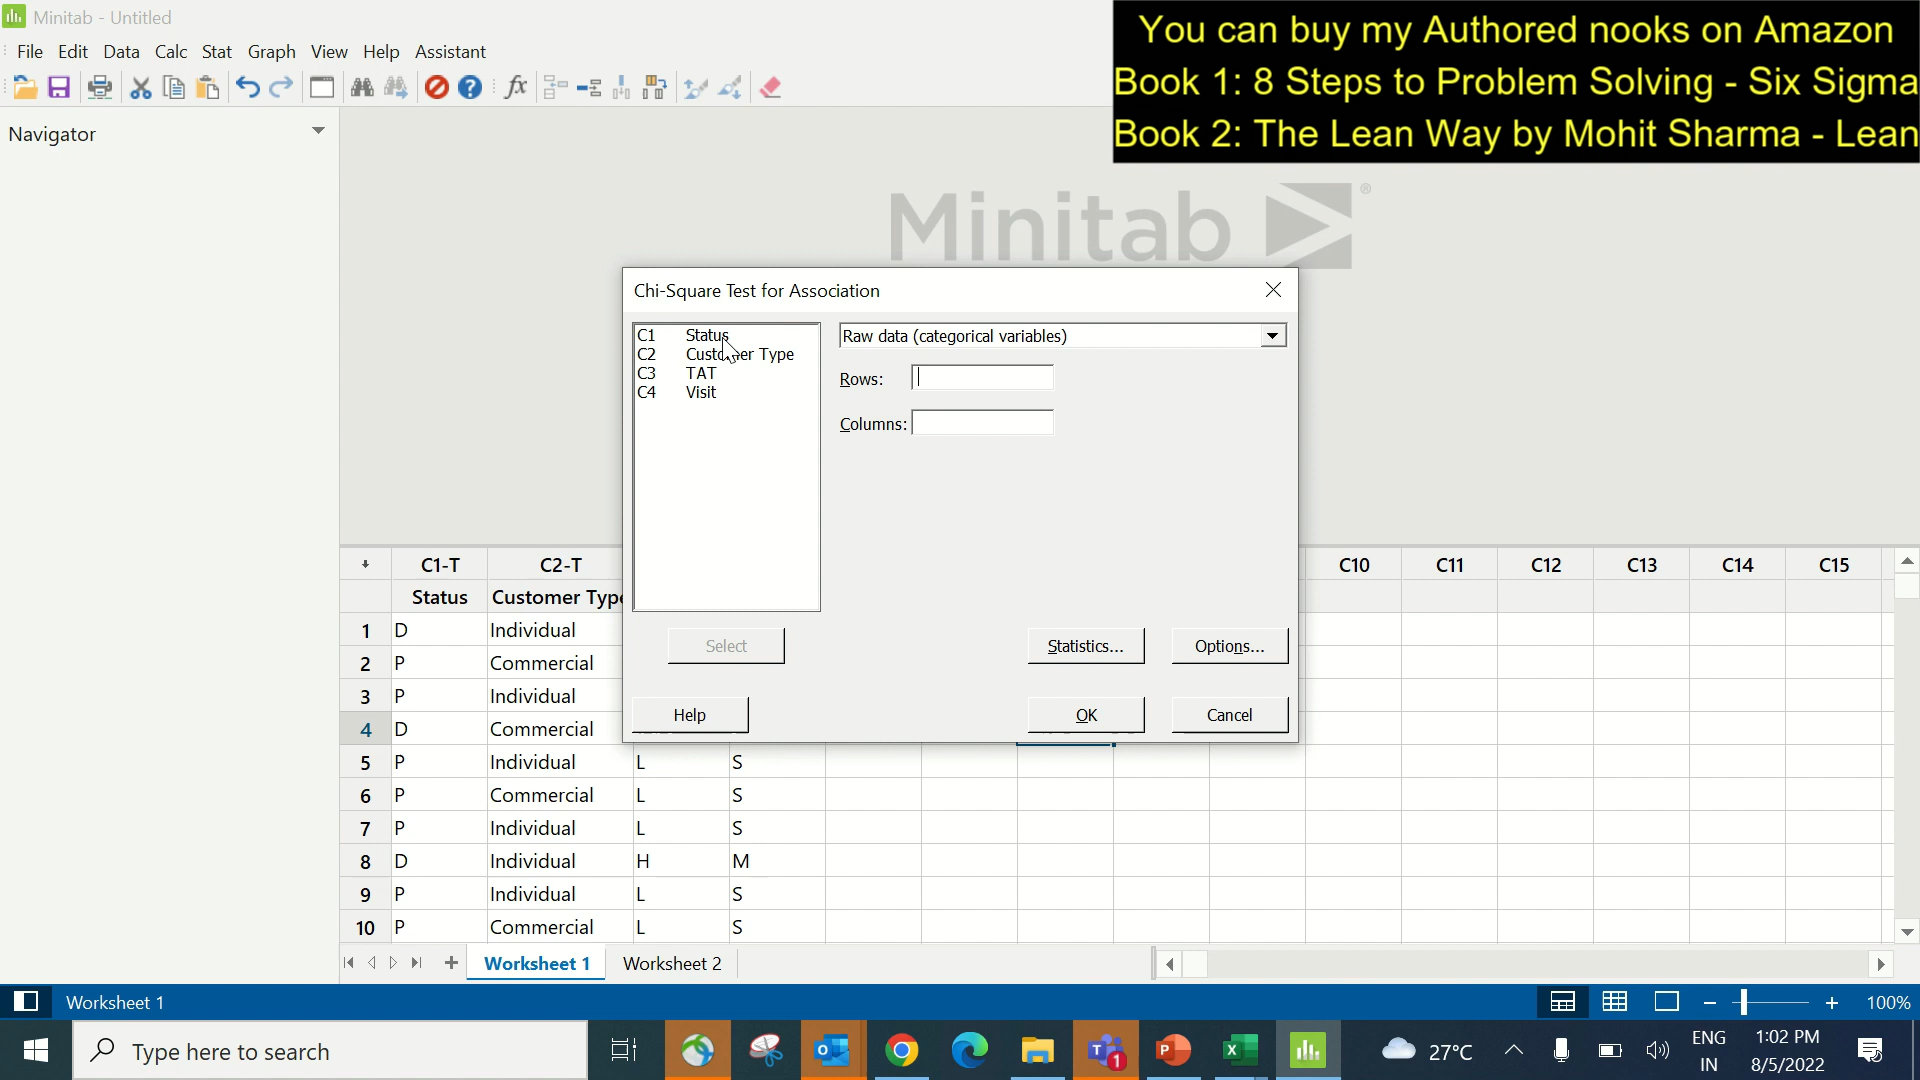 Minitab - Untitled
You can buy my Authored nooks on Amazon
Book 1: 8 Steps to Problem Solving - Six Sigma
Book 2: The Lean Way by Mohit Sharma - Lean
File Edit Data Calc Stat Graph View Help Assistant
fx
Navigator
Minitab
Chi-Square Test for Association
C1 Status
C2 Customer Type
C3 TAT
C4 Visit
Raw data (categorical variables)
Rows:
Columns:
Select
Statistics...
Options...
Help
OK
Cancel
C1-T C2-T C10 C11 C12 C13 C14 C15
Status Customer Type
1 D Individual
2 P Commercial
3 P Individual
4 D Commercial
5 P Individual L S
6 P Commercial L S
7 P Individual L S
8 D Individual H M
9 P Individual L S
10 P Commercial L S
Worksheet 1 Worksheet 2
Worksheet 1
100%
Type here to search
1
27°C
ENG
IN
1:02 PM
8/5/2022